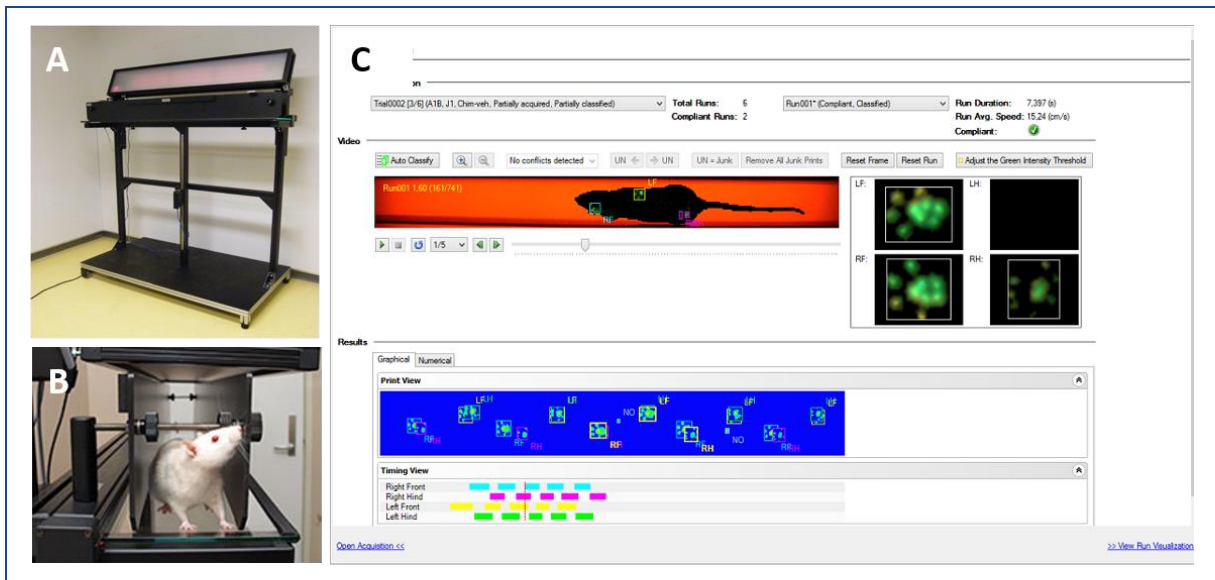 A
B
C
on
Trial0002 [3/6] (A1B, J1, Chim-veh, Partially acquired, Partially classified)
Total Runs: 6
Run001* (Compliant, Classified)
Run Duration: 7,397 (s)
Compliant Runs: 2
Run Avg. Speed: 15,24 (cm/s)
Compliant:
Video
Auto Classify
No conflicts detected
UN
UN
UN = Junk
Remove All Junk Prints
Reset Frame
Reset Run
Adjust the Green Intensity Threshold
Run001 1,60 (161/741)
LF
RF
1/5
LF:
LH:
RF:
RH:
Results
Graphical
Numerical
Print View
NO
RH
RF
RH
NO
Timing View
Right Front
Right Hind
Left Front
Left Hind
Open Acquisition <<
>> View Run Visualization